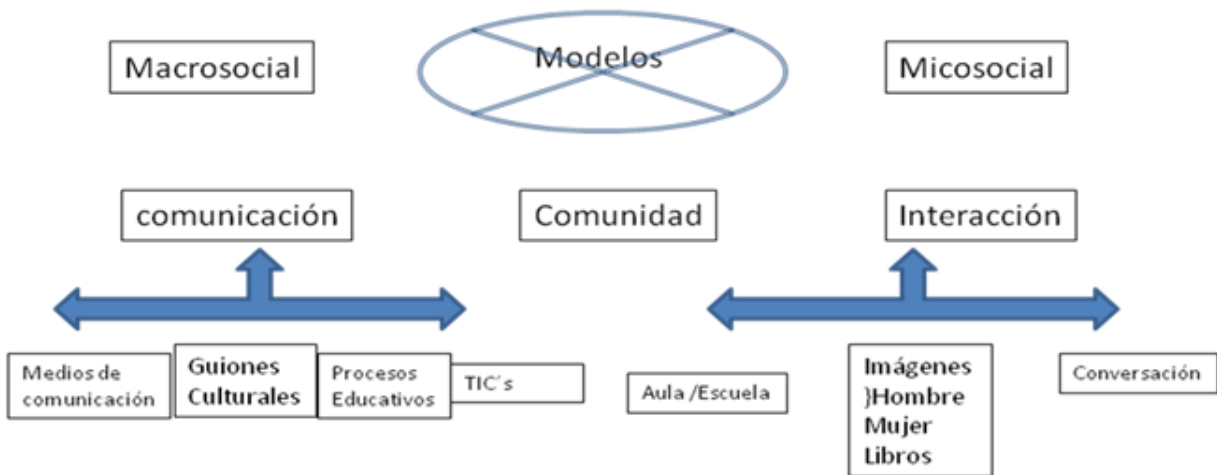 Macrosocial
Modelos
Micosocial
comunicación
Comunidad
Interacción
Medios de
comunicación
Guiones
Culturales
Procesos
Educativos
TIC´s
Aula /Escuela
Imágenes
}Hombre
Mujer
Libros
Conversación